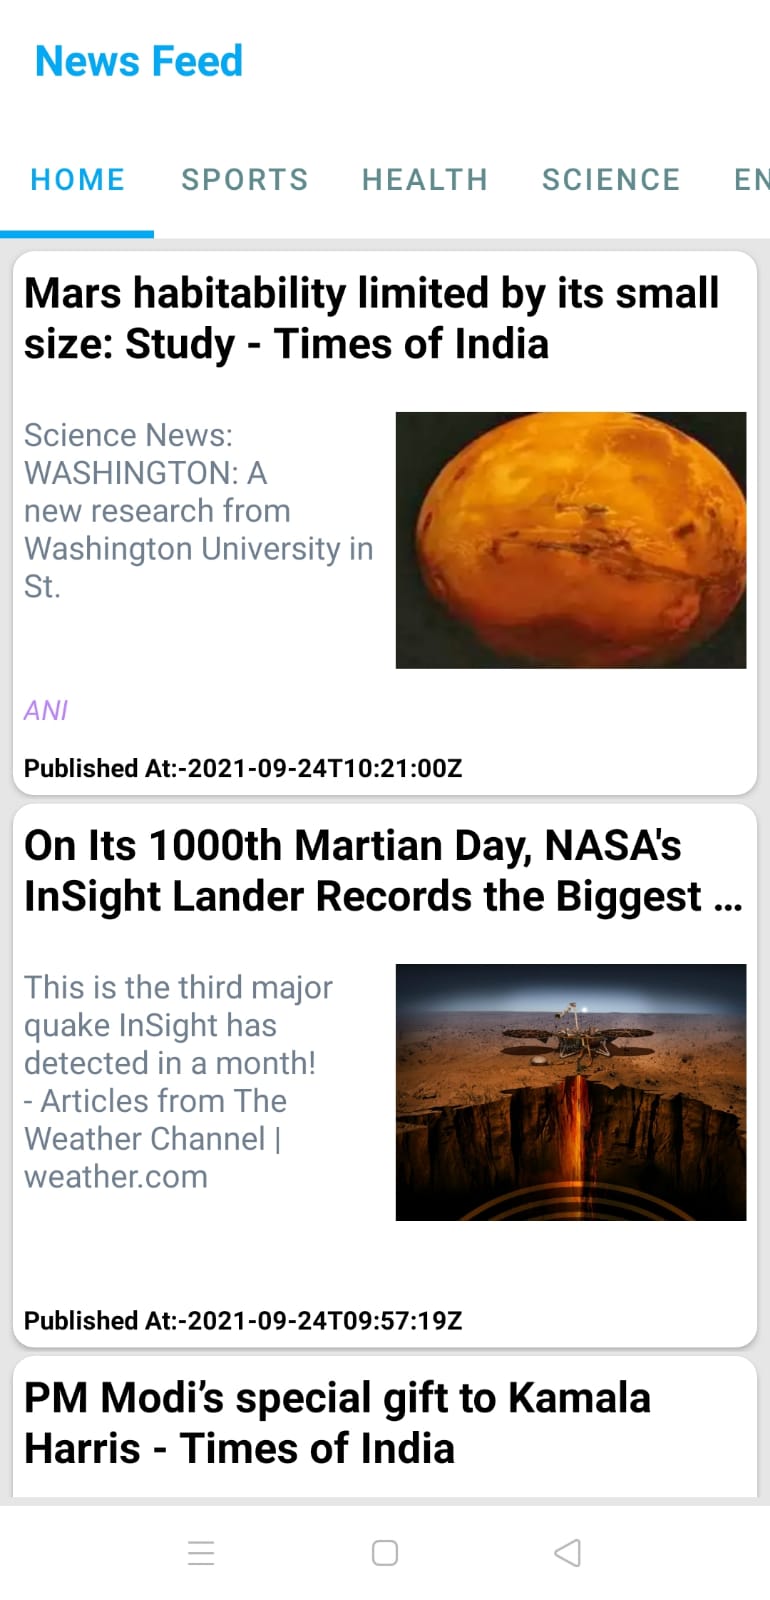 News Feed
HOME SPORTS HEALTH SCIENCE EN
Mars habitability limited by its small
size: Study - Times of India
Science News:
WASHINGTON: A
new research from
Washington University in
St.
ANI
Published At:-2021-09-24T10:21:00Z
On Its 1000th Martian Day, NASA's
InSight Lander Records the Biggest ...
This is the third major
quake InSight has
detected in a month!
- Articles from The
Weather Channel |
weather.com
Published At:-2021-09-24T09:57:19Z
PM Modi’s special gift to Kamala
Harris - Times of India